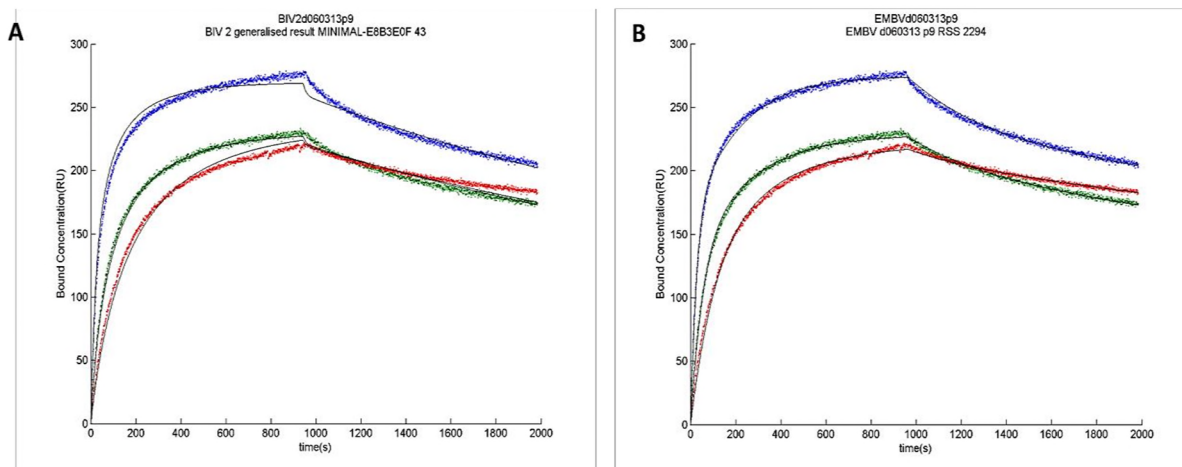 A
BIV2d060313p9
BIV 2 generalised result MINIMAL-E8B3E0F 43
300
250
200
150
100
50
0
Bound Concentration(RU)
0 200 400 600 800 1000 1200 1400 1600 1800 2000
time(s)
B
EMBVd060313p9
EMBV d060313 p9 RSS 2294
300
250
200
150
100
50
0
Bound Concentration(RU)
0 200 400 600 800 1000 1200 1400 1600 1800 2000
time(s)